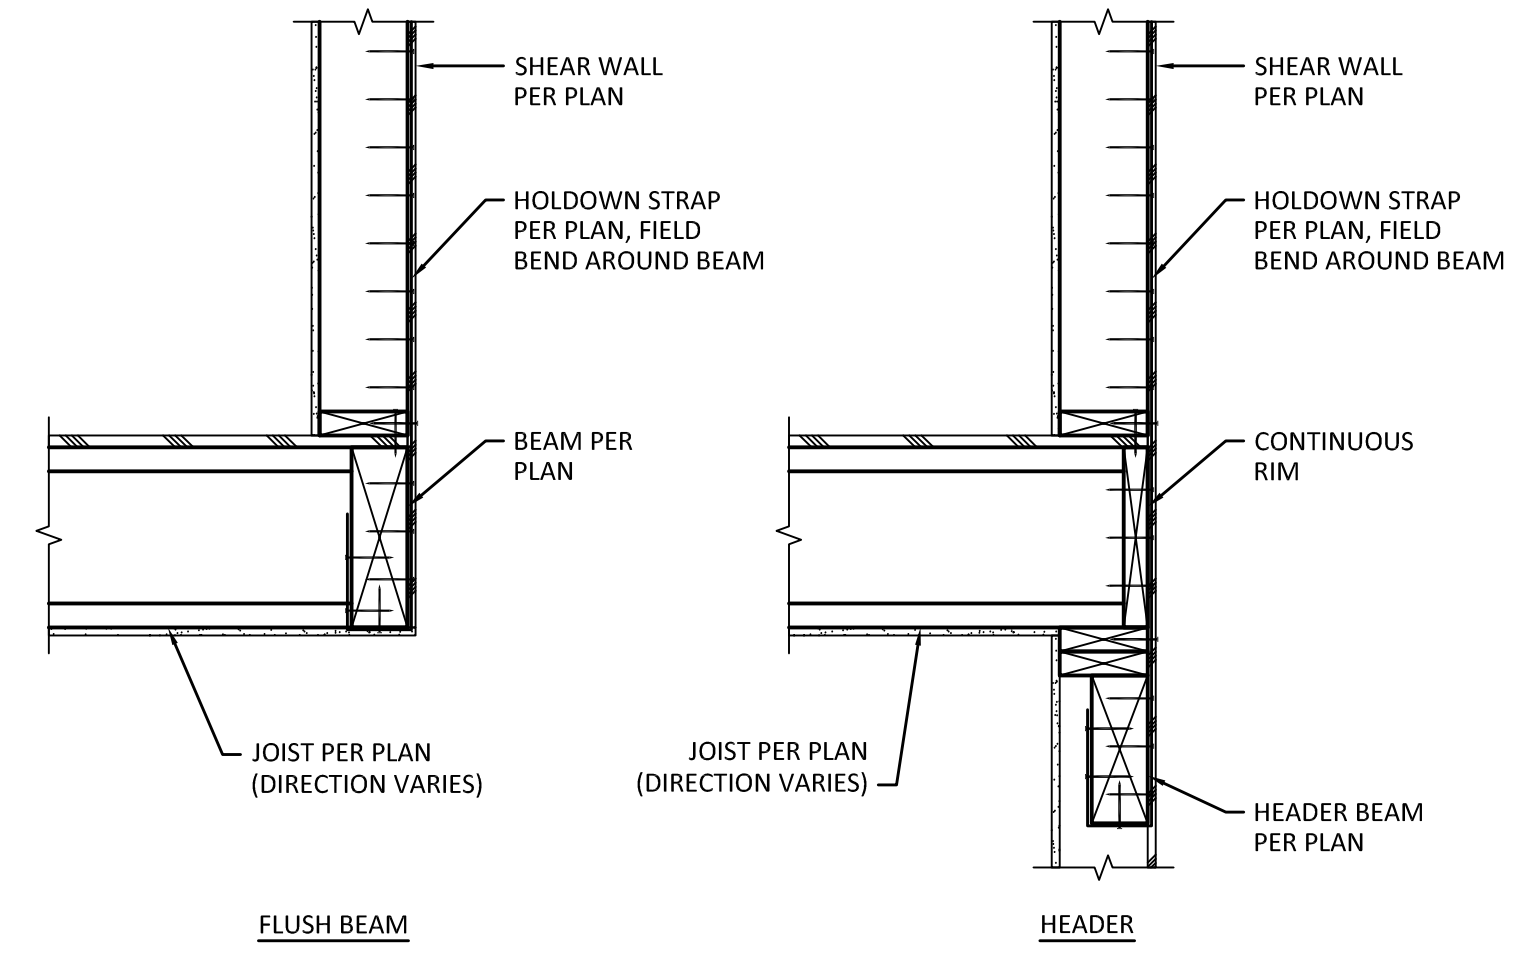 SHEAR WALL
PER PLAN
HOLDOWN STRAP
PER PLAN, FIELD
BEND AROUND BEAM
BEAM PER
PLAN
JOIST PER PLAN
(DIRECTION VARIES)
FLUSH BEAM
SHEAR WALL
PER PLAN
HOLDOWN STRAP
PER PLAN, FIELD
BEND AROUND BEAM
CONTINUOUS
RIM
JOIST PER PLAN
(DIRECTION VARIES)
HEADER BEAM
PER PLAN
HEADER